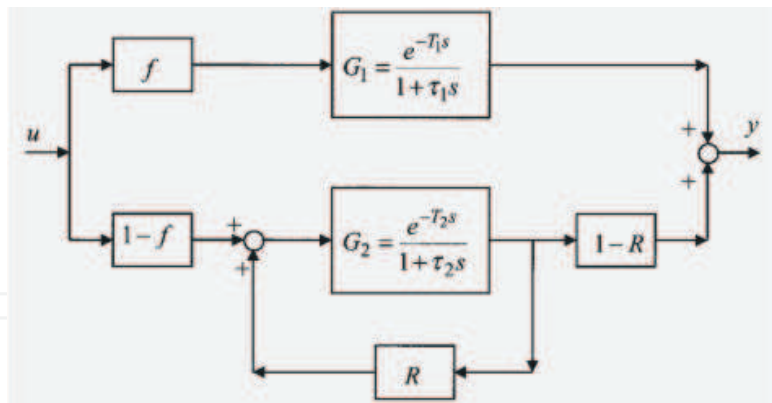 f
G₁ = e^{-T₁s} / (1 + τ₁s)
u
+
y
+
1 - f
+
+
G₂ = e^{-T₂s} / (1 + τ₂s)
1 - R
R